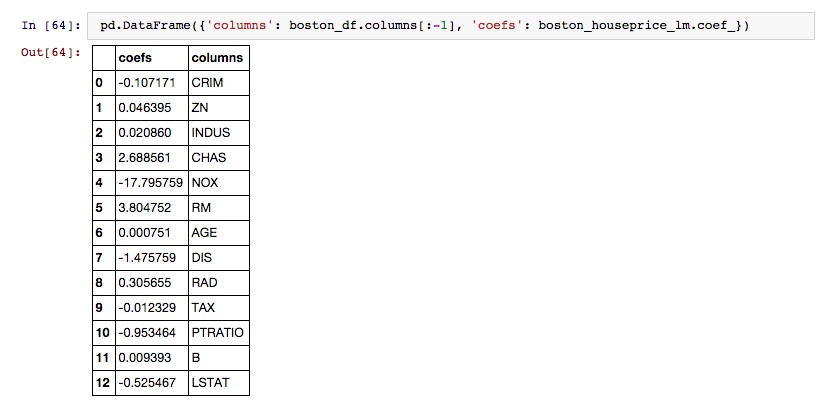 In [64]: pd.DataFrame({'columns': boston_df.columns[:-1], 'coefs': boston_houseprice_lm.coef_})
Out[64]:
coefs columns
0 -0.107171 CRIM
1 0.046395 ZN
2 0.020860 INDUS
3 2.688561 CHAS
4 -17.795759 NOX
5 3.804752 RM
6 0.000751 AGE
7 -1.475759 DIS
8 0.305655 RAD
9 -0.012329 TAX
10 -0.953464 PTRATIO
11 0.009393 B
12 -0.525467 LSTAT